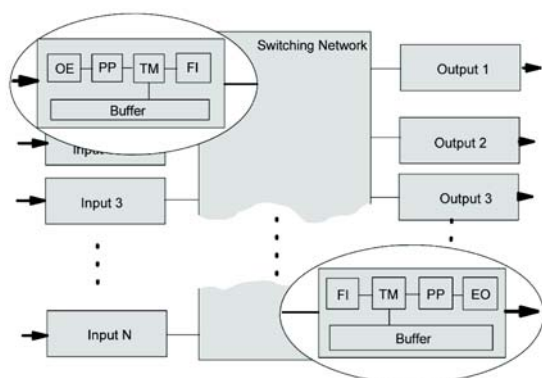 Switching Network
OE PP TM FI
Buffer
Output 1
Input
Output 2
Input 3
Output 3
FI TM PP EO
Buffer
Input N